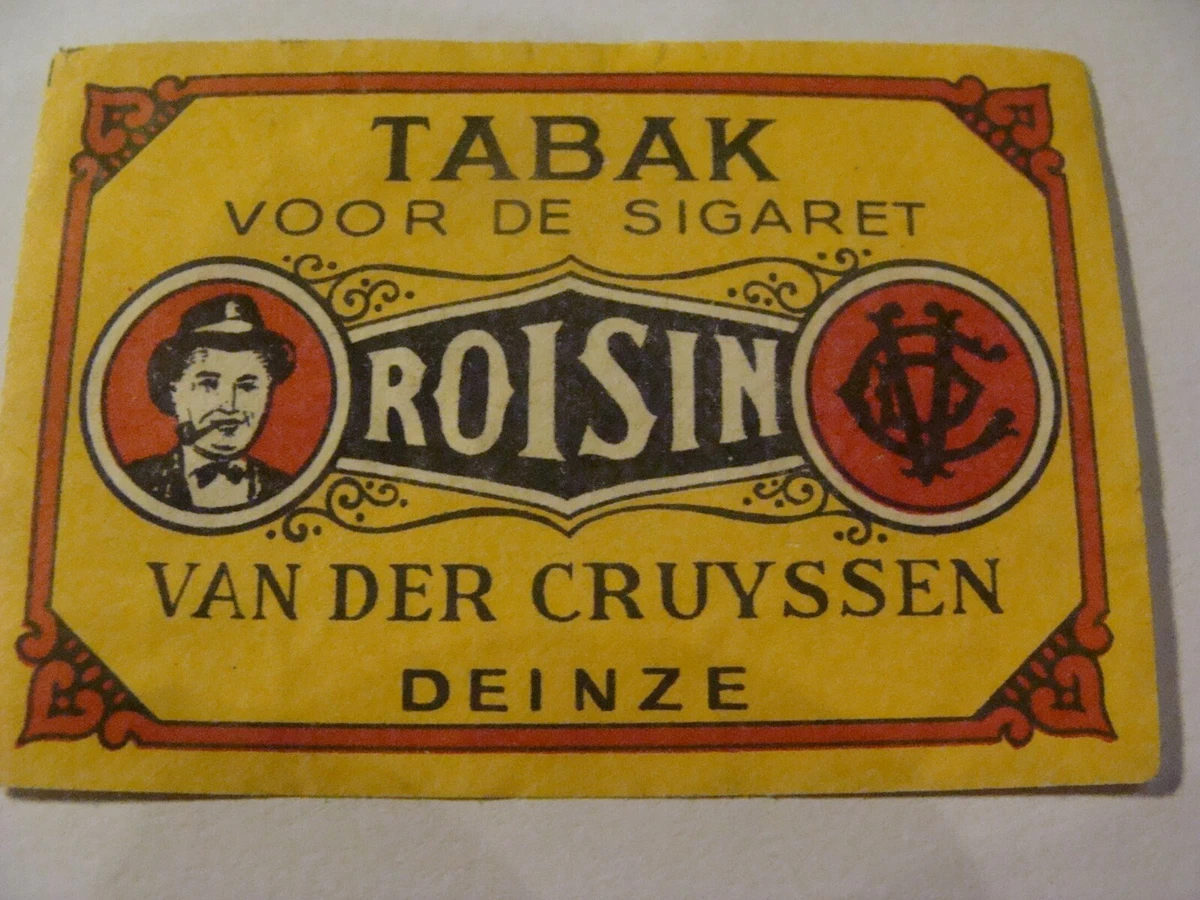 TABAK
VOOR DE SIGARET
ROISIN
VAN DER CRUYSSEN
DEINZE